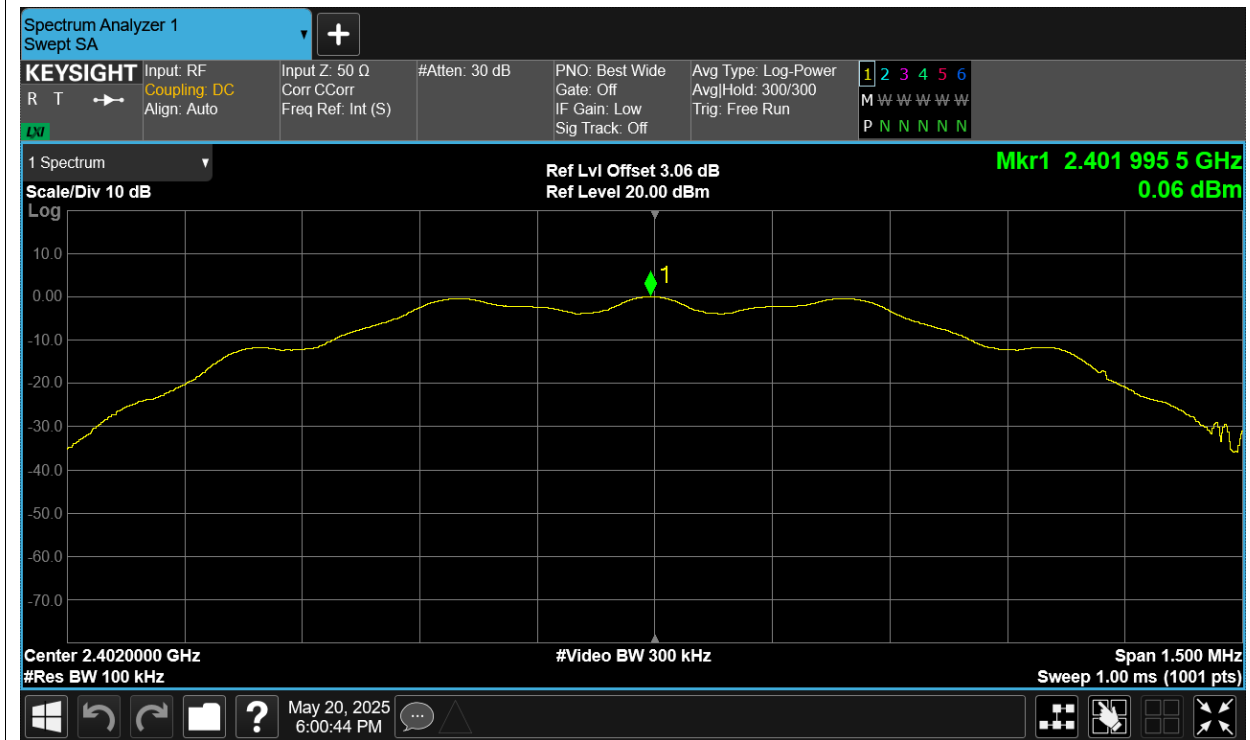 Spectrum Analyzer 1
Swept SA
KEYSIGHT
R T
LXI
Input: RF
Coupling: DC
Align: Auto
Input Z: 50 Ω
Corr CCorr
Freq Ref: Int (S)
#Atten: 30 dB
PNO: Best Wide
Gate: Off
IF Gain: Low
Sig Track: Off
Avg Type: Log-Power
Avg|Hold: 300/300
Trig: Free Run
1 2 3 4 5 6
M W W W W W
P N N N N N
1 Spectrum
Scale/Div 10 dB
Log
Ref Lvl Offset 3.06 dB
Ref Level 20.00 dBm
Mkr1 2.401 995 5 GHz
0.06 dBm
10.0
0.00
-10.0
-20.0
-30.0
-40.0
-50.0
-60.0
-70.0
1
Center 2.4020000 GHz
#Res BW 100 kHz
#Video BW 300 kHz
Span 1.500 MHz
Sweep 1.00 ms (1001 pts)
?
May 20, 2025
6:00:44 PM